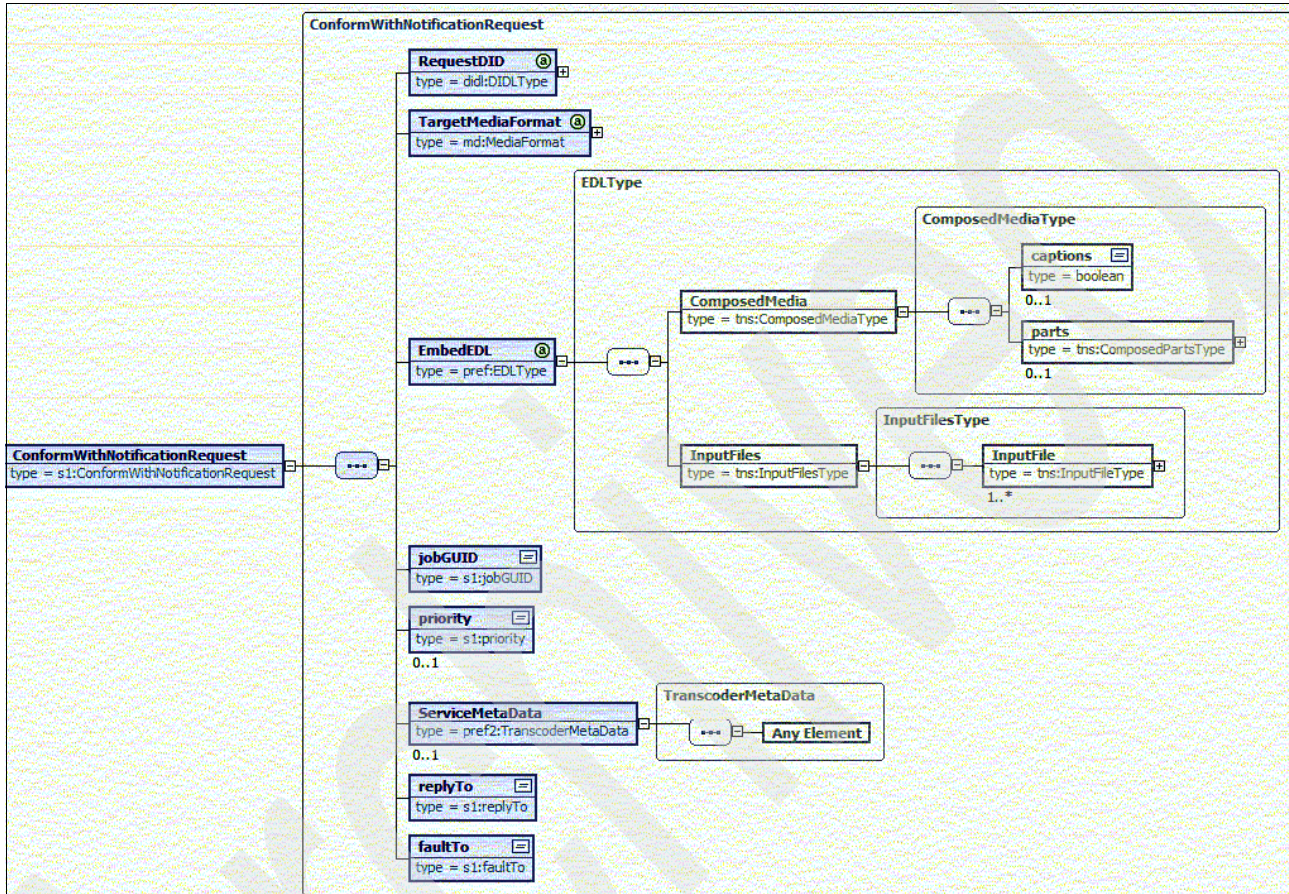 ConformWithNotificationRequest
RequestDID a
type = didl:DIDLType
TargetMediaFormat a
type = md:MediaFormat
EDLType
ComposedMediaType
captions
type = boolean
0..1
ComposedMedia
type = tns:ComposedMediaType
parts
type = tns:ComposedPartsType
0..1
EmbedEDL a
type = pref:EDLType
InputFilesType
InputFiles
type = tns:InputFilesType
InputFile
type = tns:InputFileType
1..*
ConformWithNotificationRequest
type = s1:ConformWithNotificationRequest
jobGUID
type = s1:jobGUID
priority
type = s1:priority
0..1
ServiceMetaData
type = pref2:TranscoderMetaData
0..1
TranscoderMetaData
Any Element
replyTo
type = s1:replyTo
faultTo
type = s1:faultTo